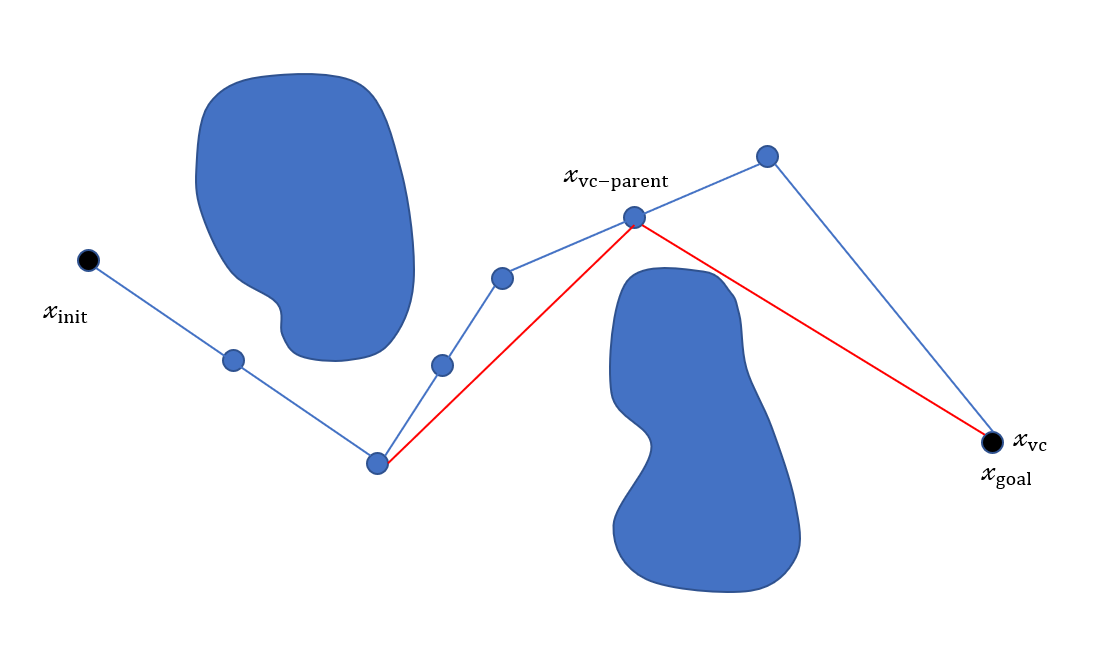 x_vc−parent
x_init
x_vc
x_goal